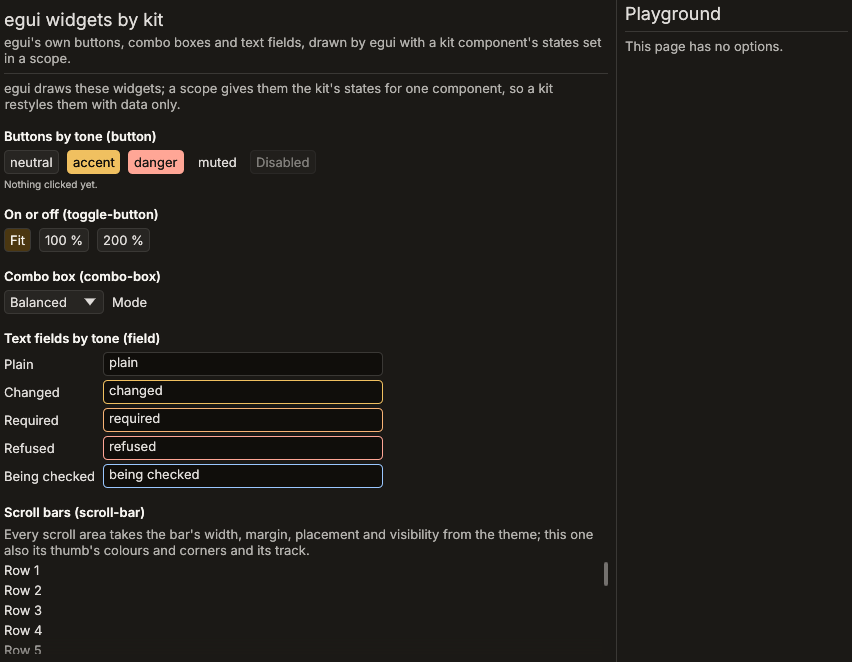 egui widgets by kit
egui's own buttons, combo boxes and text fields, drawn by egui with a kit component's states set
in a scope.
egui draws these widgets; a scope gives them the kit's states for one component, so a kit
restyles them with data only.
Buttons by tone (button)
neutral accent danger muted Disabled
Nothing clicked yet.
On or off (toggle-button)
Fit 100 % 200 %
Combo box (combo-box)
Balanced Mode
Text fields by tone (field)
Plain plain
Changed changed
Required required
Refused refused
Being checked being checked
Scroll bars (scroll-bar)
Every scroll area takes the bar's width, margin, placement and visibility from the theme; this one
also its thumb's colours and corners and its track.
Row 1
Row 2
Row 3
Row 4
Row 5
Playground
This page has no options.